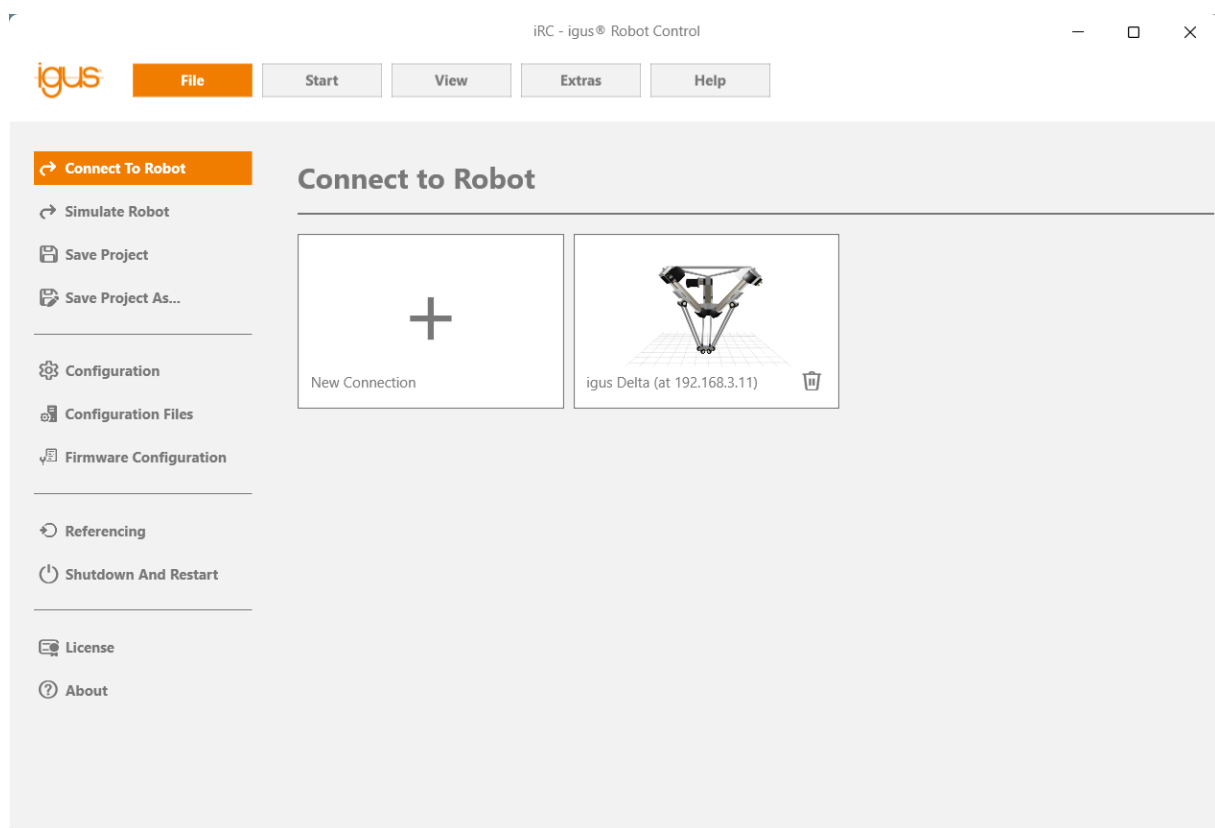 iRC - igus® Robot Control
igus
File
Start
View
Extras
Help
Connect To Robot
Simulate Robot
Save Project
Save Project As...
Configuration
Configuration Files
Firmware Configuration
Referencing
Shutdown And Restart
License
About
Connect to Robot
New Connection
igus Delta (at 192.168.3.11)